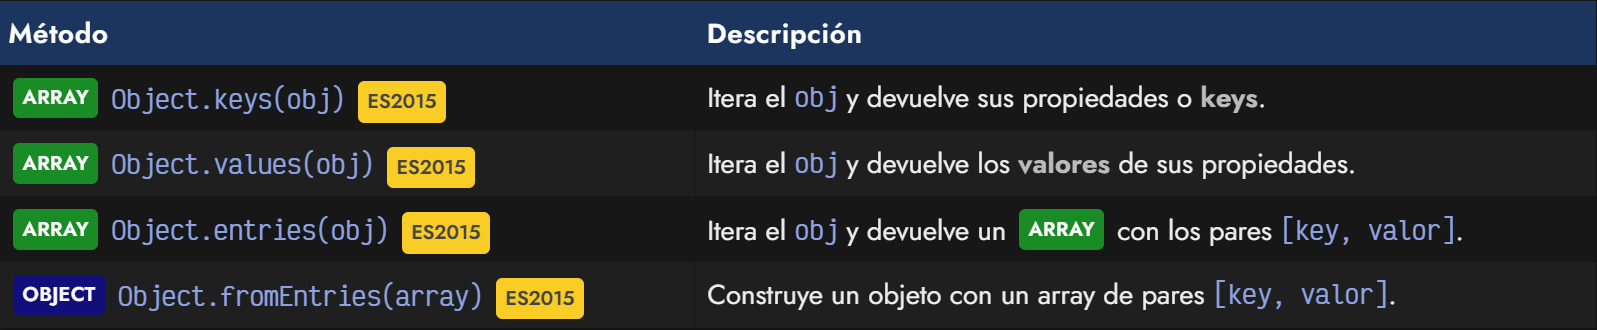 Método Descripción
ARRAY Object.keys(obj) ES2015 Itera el obj y devuelve sus propiedades o keys.
ARRAY Object.values(obj) ES2015 Itera el obj y devuelve los valores de sus propiedades.
ARRAY Object.entries(obj) ES2015 Itera el obj y devuelve un ARRAY con los pares [key, valor].
OBJECT Object.fromEntries(array) ES2015 Construye un objeto con un array de pares [key, valor].